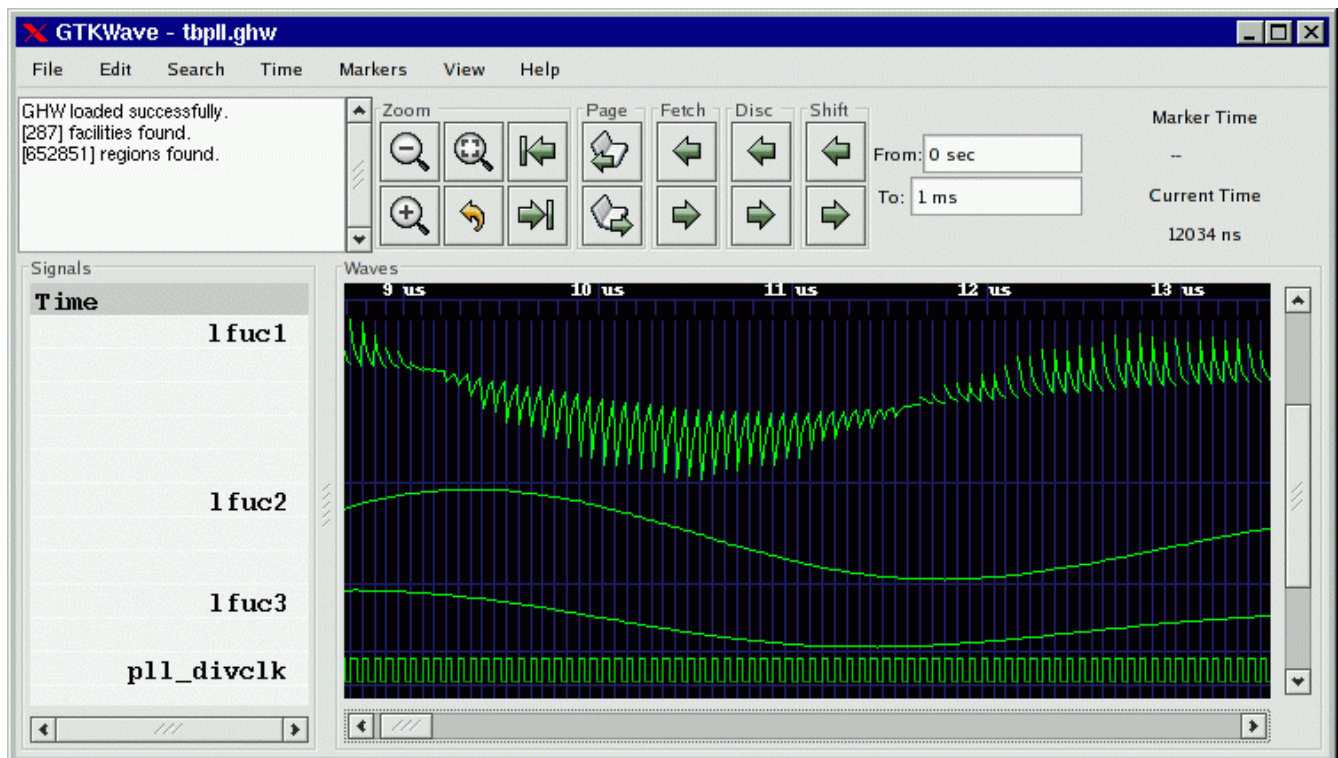 GTKWave - tbpll.ghw
File Edit Search Time Markers View Help
GHW loaded successfully.
[287] facilities found.
[652851] regions found.
Zoom Page Fetch Disc Shift
From: 0 sec
To: 1 ms
Marker Time
--
Current Time
12034 ns
Signals
Time
lfuc1
lfuc2
lfuc3
pll_divclk
Waves
9 us 10 us 11 us 12 us 13 us